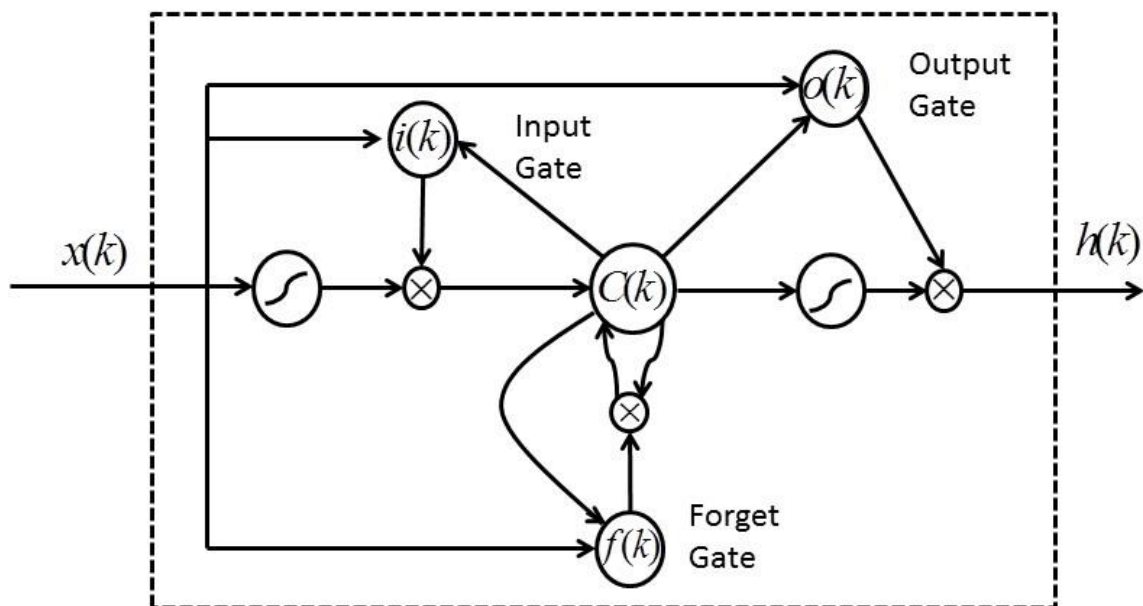 Output
Gate
o(k)
i(k)
Input
Gate
x(k)
h(k)
×
C(k)
×
×
f(k)
Forget
Gate